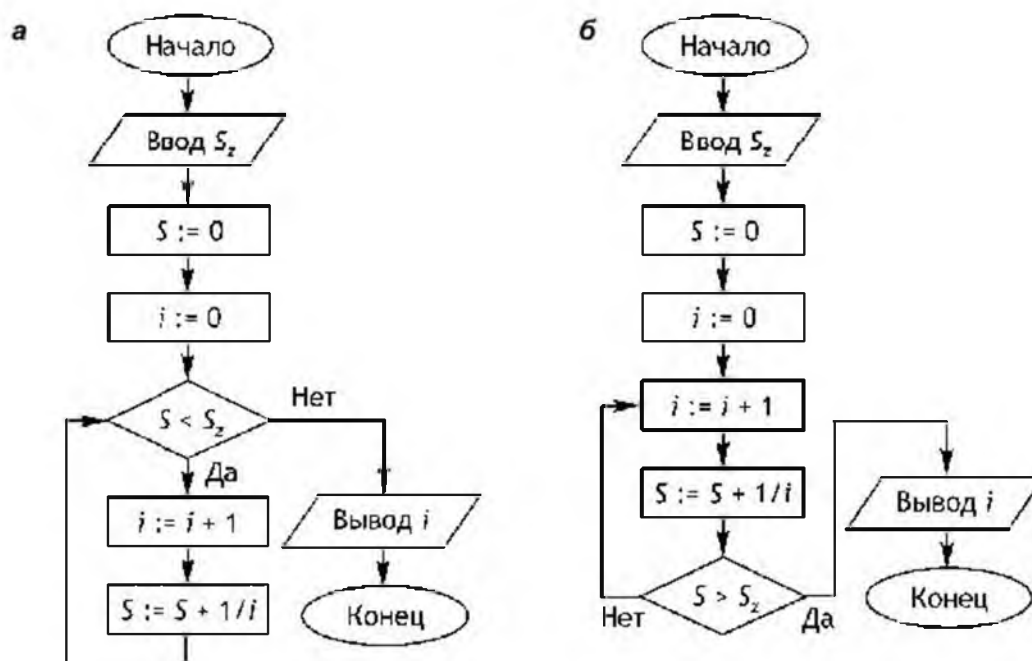 а
Начало
Ввод Sz
S := 0
i := 0
S < Sz
Нет
Да
i := i + 1
S := S + 1/i
Вывод i
Конец
б
Начало
Ввод Sz
S := 0
i := 0
i := i + 1
S := S + 1/i
S > Sz
Нет
Да
Вывод i
Конец